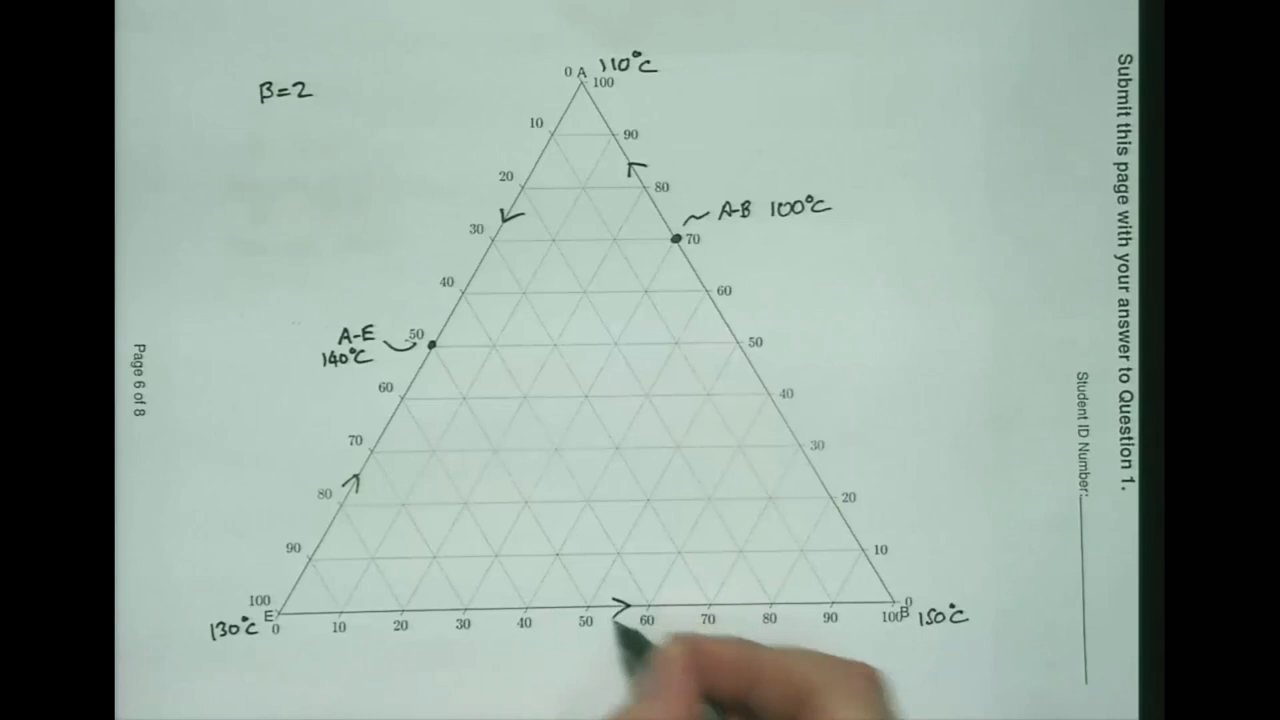 β=2
0 A 110°C
100
10
90
20
80
A-B 100°C
30
70
40
60
A-E
140°C
50
50
60
40
70
30
80
20
90
10
100
E
130°C
0 10 20 30 40 50 60 70 80 90 100
0
B 150°C
Page 6 of 8
Submit this page with your answer to Question 1.
Student ID Number: